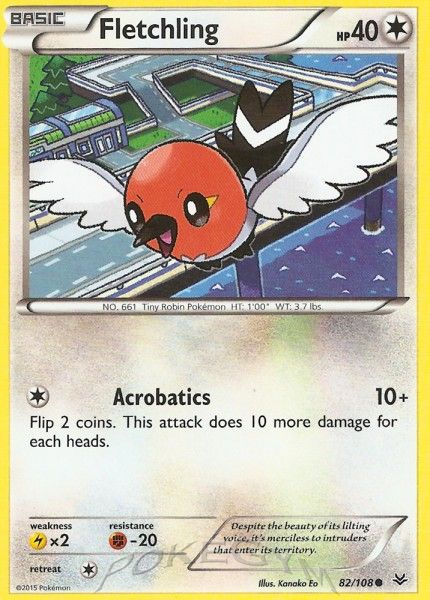 BASIC Fletchling HP40
NO. 661 Tiny Robin Pokémon HT: 1'00" WT: 3.7 lbs.
Acrobatics 10+
Flip 2 coins. This attack does 10 more damage for
each heads.
weakness resistance
×2 -20
retreat
Despite the beauty of its lilting
voice, it's merciless to intruders
that enter its territory.
©2015 Pokémon Illus. Kanako Eo 82/108
POKEGYM